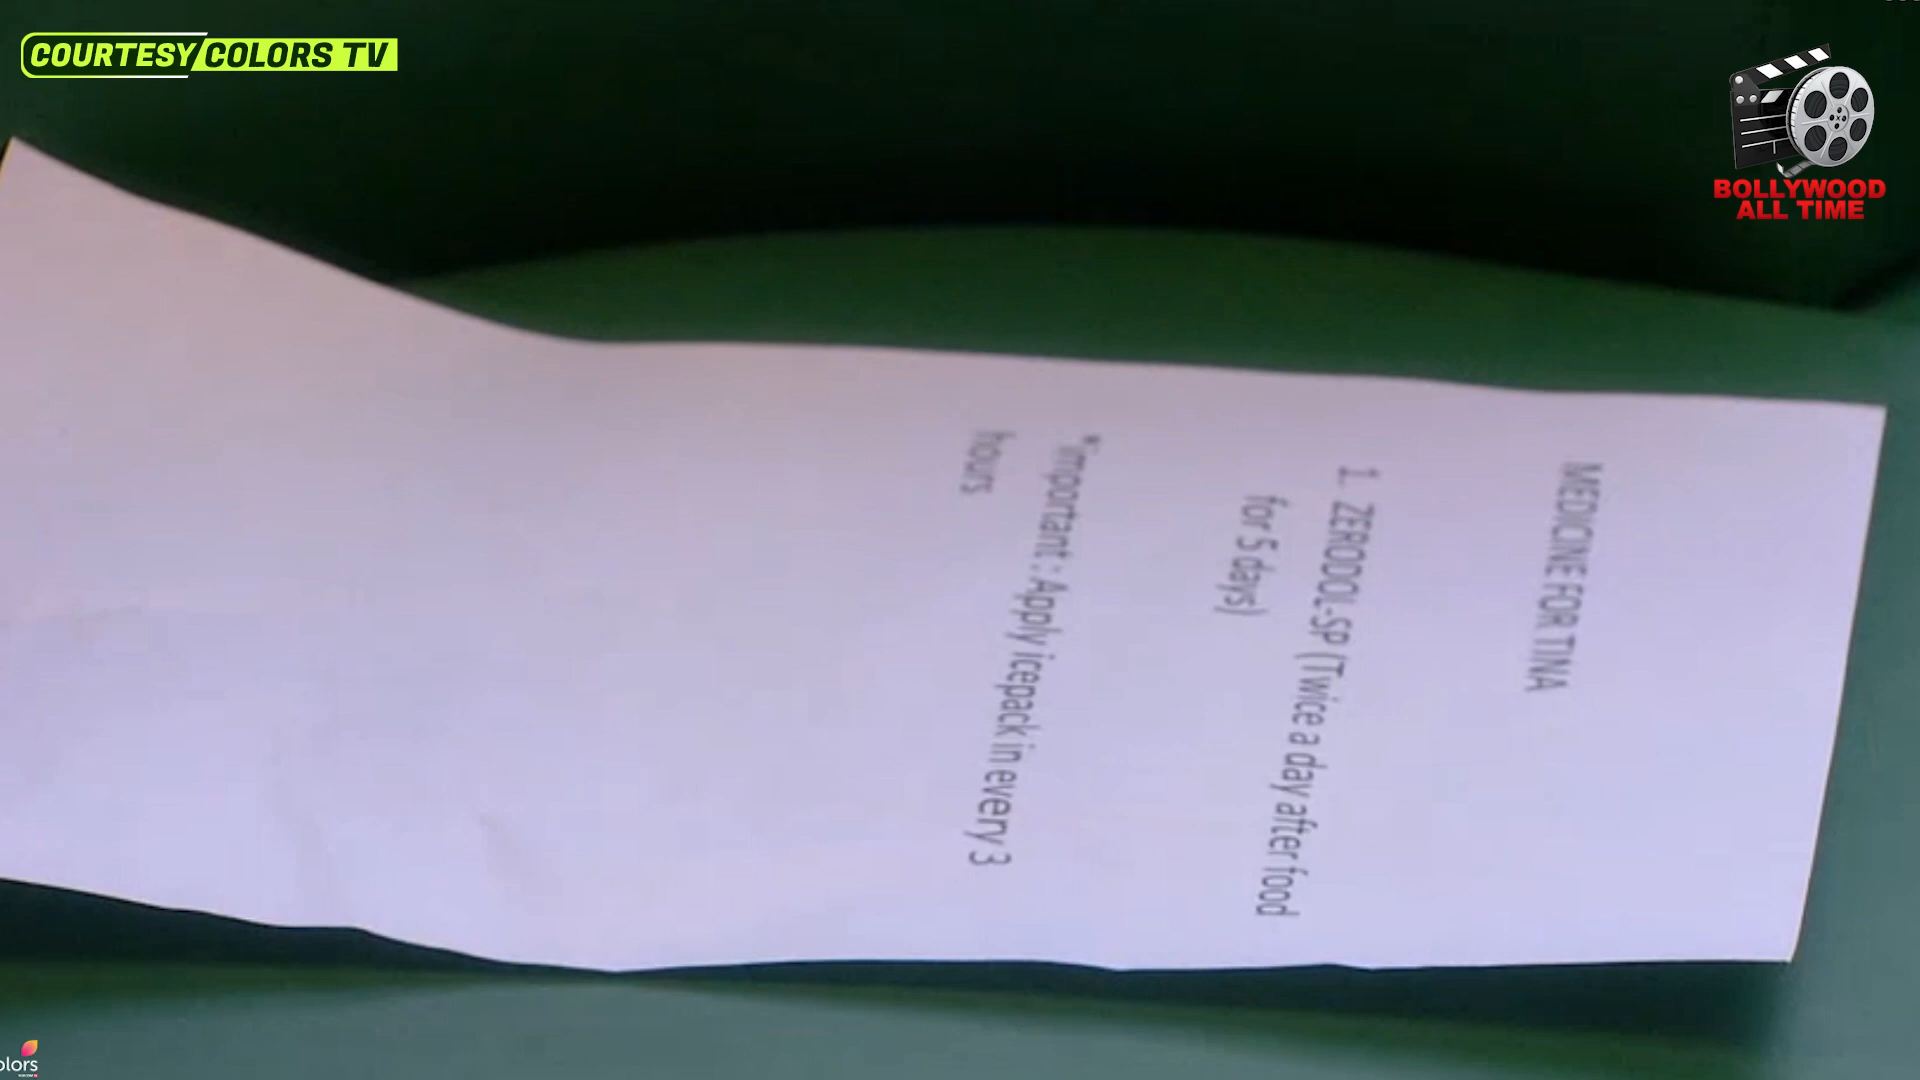 COURTESY COLORS TV
BOLLYWOOD
ALL TIME
MEDICINE FOR TINA
1. ZERODOL-SP (Twice a day after food
for 5 days)
*important : Apply icepack in every 3
hours
olors